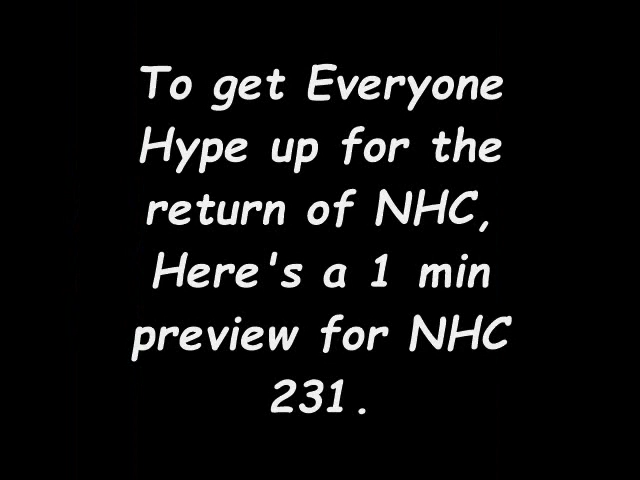 To get Everyone
Hype up for the
return of NHC,
Here's a 1 min
preview for NHC
231.